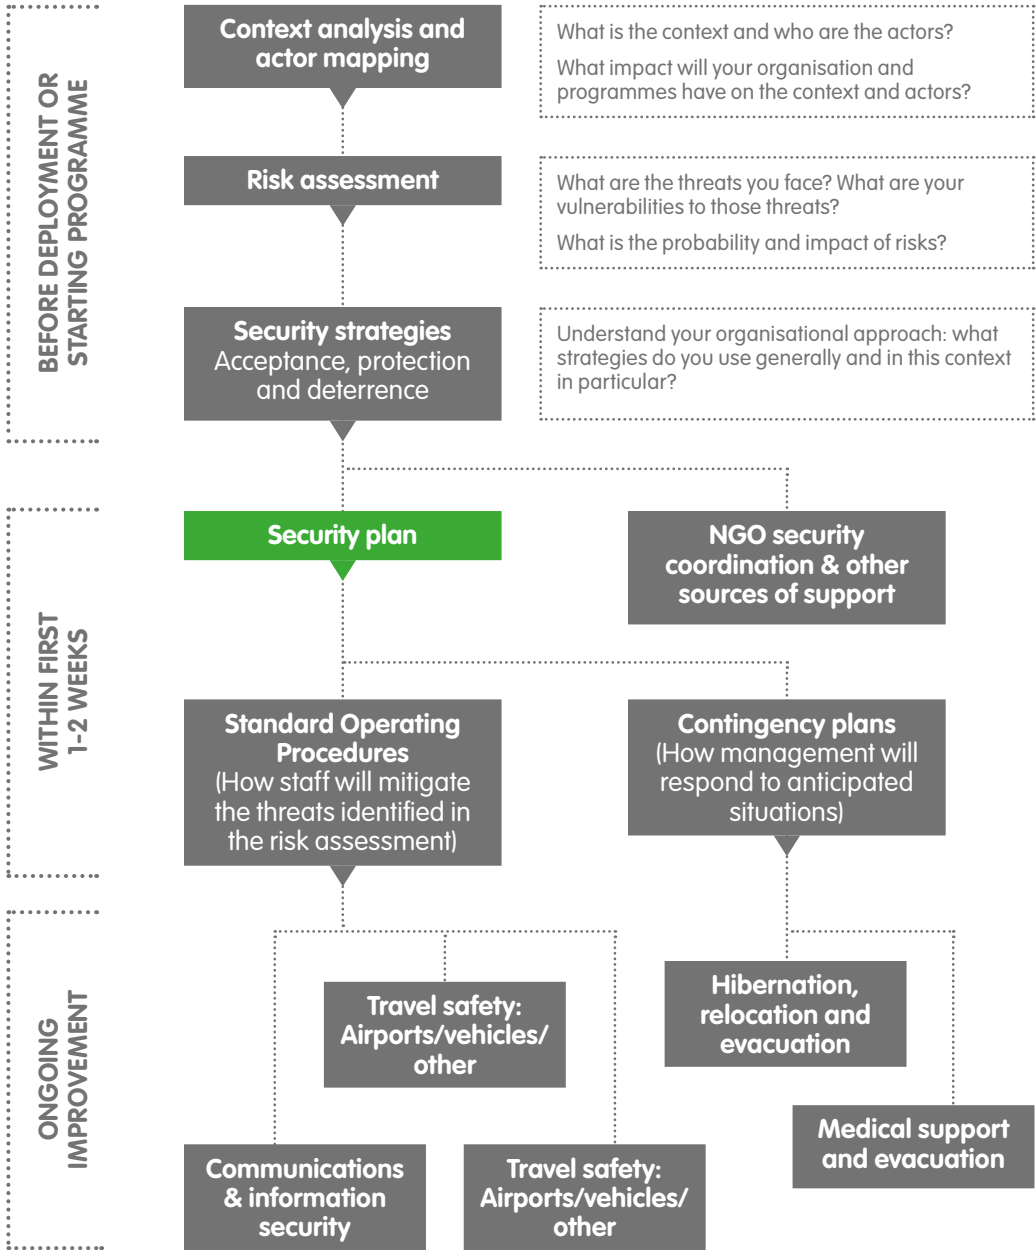 BEFORE DEPLOYMENT OR
STARTING PROGRAMME
Context analysis and
actor mapping
What is the context and who are the actors?
What impact will your organisation and
programmes have on the context and actors?
Risk assessment
What are the threats you face? What are your
vulnerabilities to those threats?
What is the probability and impact of risks?
Security strategies
Acceptance, protection
and deterrence
Understand your organisational approach: what
strategies do you use generally and in this context
in particular?
WITHIN FIRST
1-2 WEEKS
Security plan
NGO security
coordination & other
sources of support
Standard Operating
Procedures
(How staff will mitigate
the threats identified in
the risk assessment)
Contingency plans
(How management will
respond to anticipated
situations)
ONGOING
IMPROVEMENT
Travel safety:
Airports/vehicles/
other
Hibernation,
relocation and
evacuation
Communications
& information
security
Travel safety:
Airports/vehicles/
other
Medical support
and evacuation